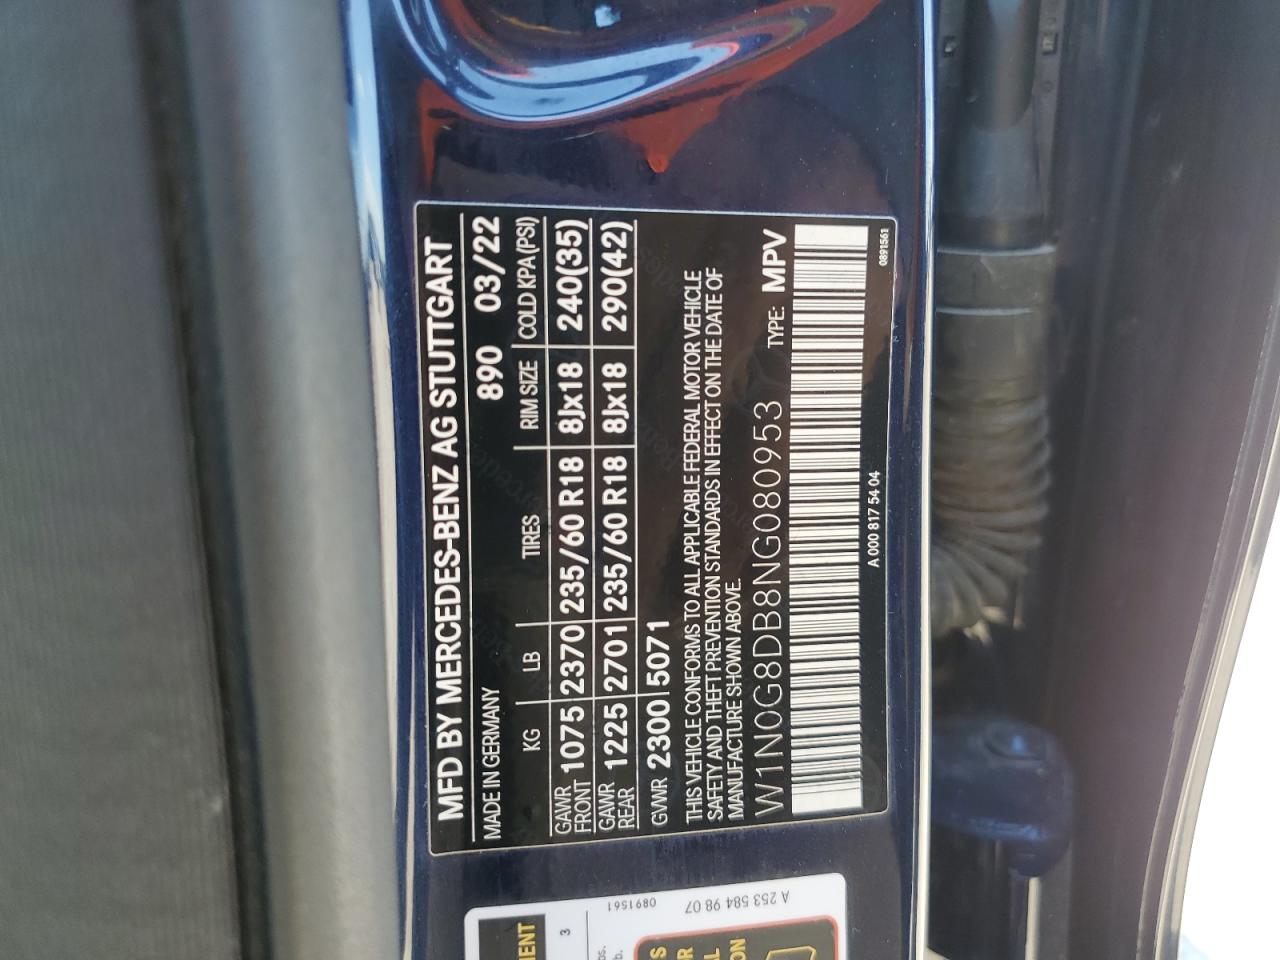 MFD BY MERCEDES-BENZ AG STUTTGART
MADE IN GERMANY 890 03/22
KG LB TIRES RIM SIZE COLD KPA(PSI)
GAWR FRONT 1075 2370 235/60 R18 8Jx18 240(35)
GAWR REAR 1225 2701 235/60 R18 8Jx18 290(42)
GVWR 2300 5071
THIS VEHICLE CONFORMS TO ALL APPLICABLE FEDERAL MOTOR VEHICLE
SAFETY AND THEFT PREVENTION STANDARDS IN EFFECT ON THE DATE OF
MANUFACTURE SHOWN ABOVE.
W1N0G8DB8NG080953 TYPE: MPV
A 000 817 54 04 0891561
A 253 584 98 07
0891561
3